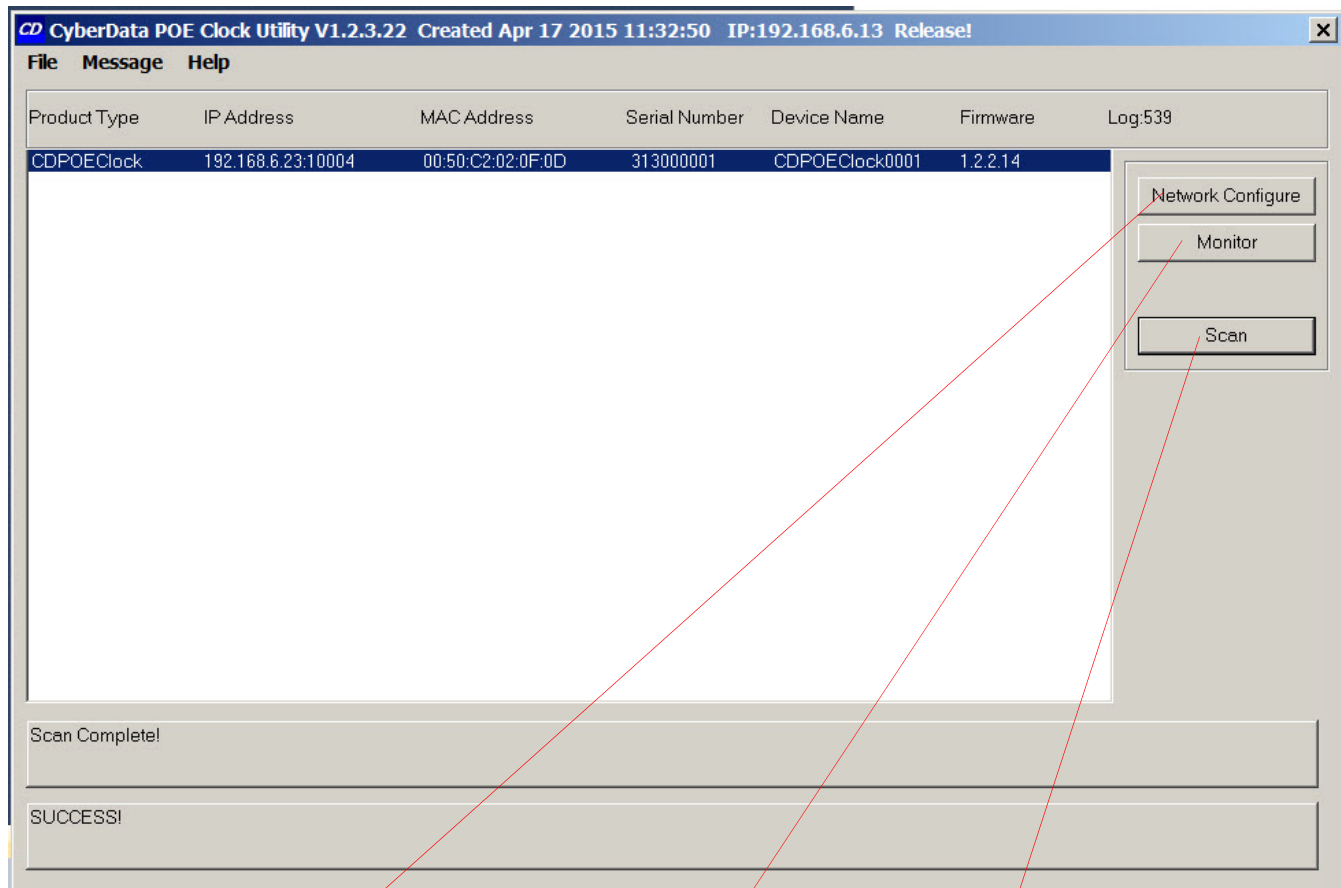 CD CyberData POE Clock Utility V1.2.3.22 Created Apr 17 2015 11:32:50 IP:192.168.6.13 Release!
File Message Help
Product Type IP Address MAC Address Serial Number Device Name Firmware Log:539
CDPOEClock 192.168.6.23:10004 00:50:C2:02:0F:0D 313000001 CDPOEClock0001 1.2.2.14
Network Configure
Monitor
Scan
Scan Complete!
SUCCESS!